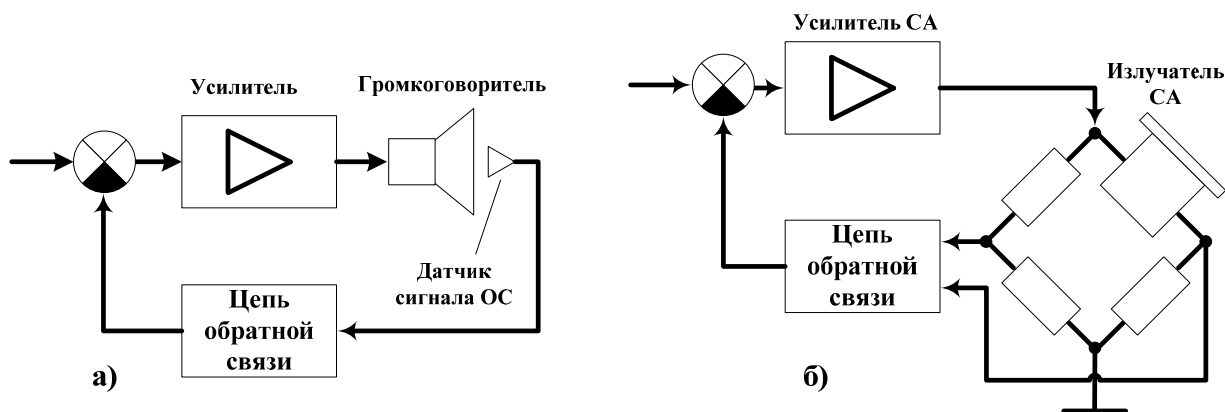 Усилитель
Громкоговоритель
Датчик
сигнала ОС
Цепь
обратной
связи
а)
Усилитель СА
Излучатель
СА
Цепь
обратной
связи
б)